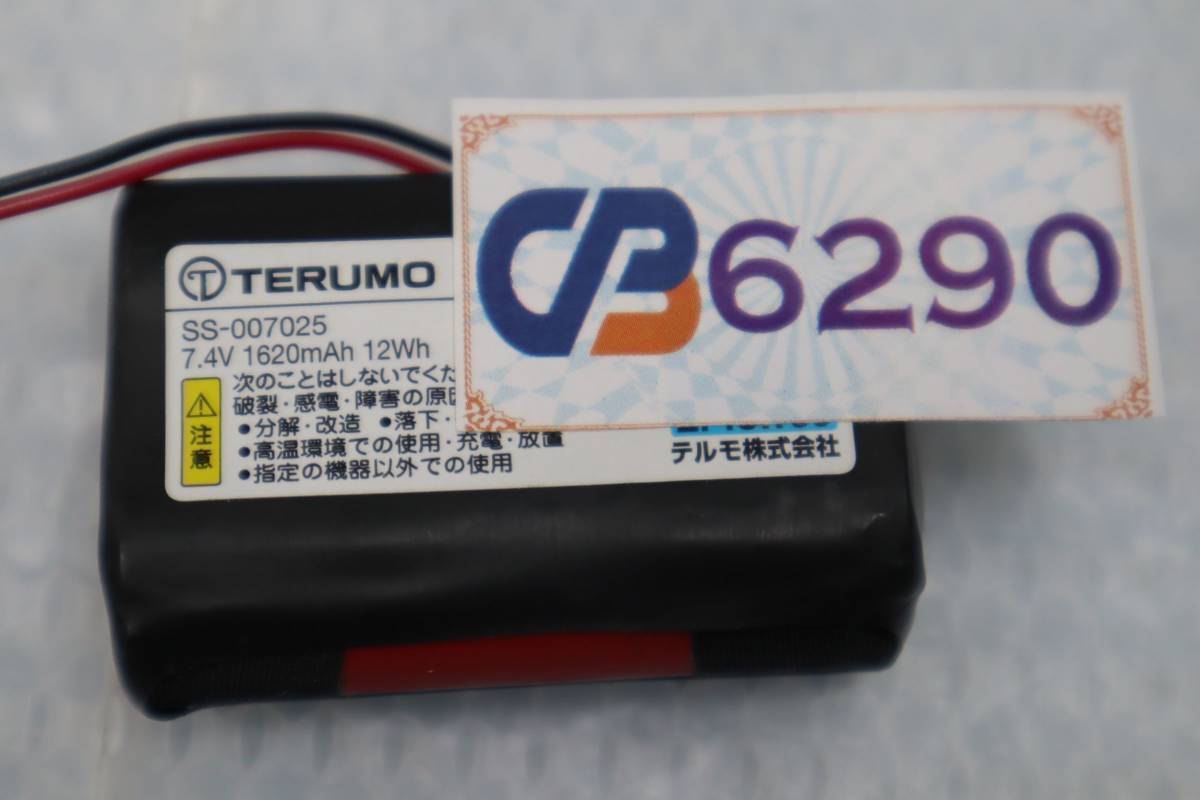 TERUMO
SS-007025
7.4V 1620mAh 12Wh
注意
次のことはしないでくだ
破裂・感電・障害の原因
●分解・改造 ●落下・
●高温環境での使用・充電・放置
●指定の機器以外での使用
テルモ株式会社
CB6290